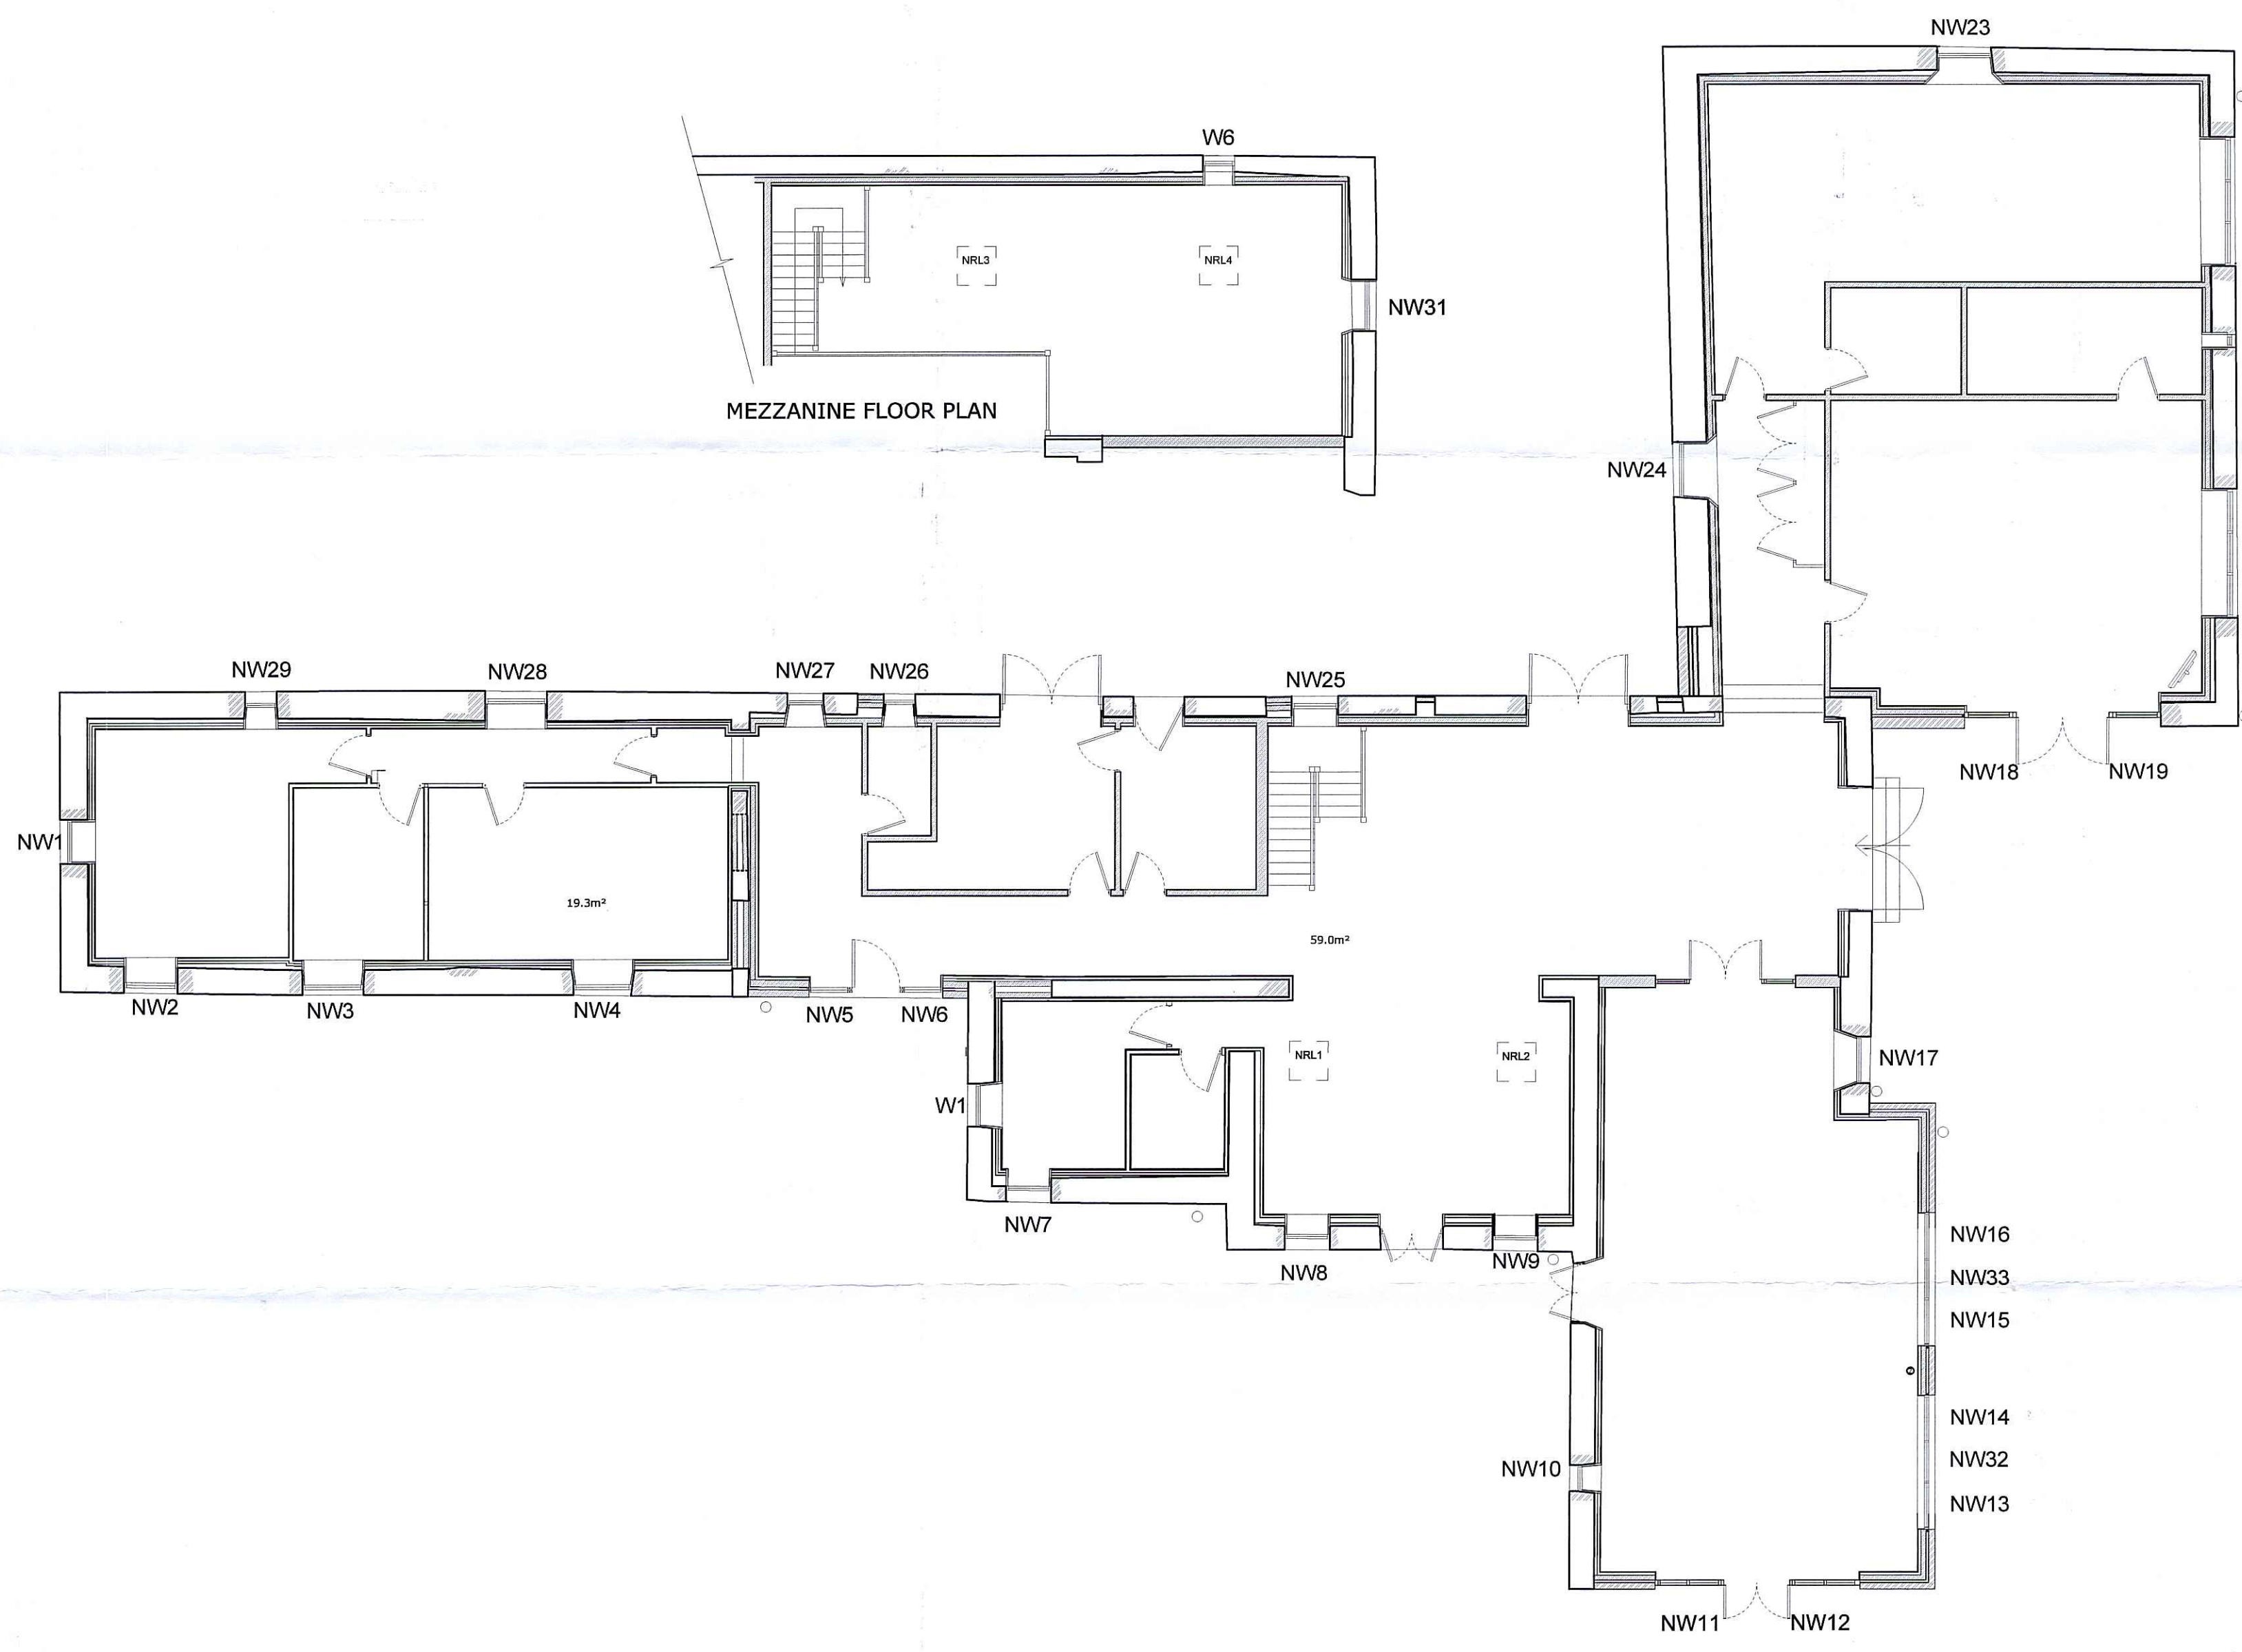 NW23
W6
NRL3
NRL4
NW31
MEZZANINE FLOOR PLAN
NW24
NW29
NW28
NW27
NW26
NW25
NW18
NW19
NW1
19.3m²
59.0m²
NW2
NW3
NW4
NW5
NW6
NRL1
NRL2
NW17
W1
NW7
NW8
NW9
NW16
NW33
NW15
NW14
NW32
NW10
NW13
NW11
NW12